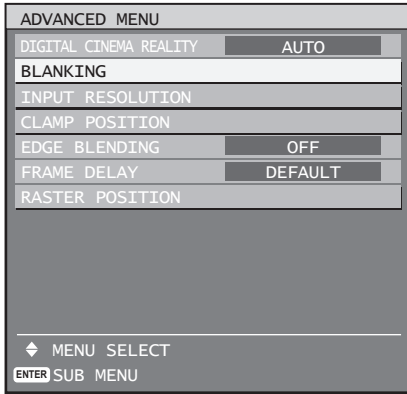 ADVANCED MENU
DIGITAL CINEMA REALITY AUTO
BLANKING
INPUT RESOLUTION
CLAMP POSITION
EDGE BLENDING OFF
FRAME DELAY DEFAULT
RASTER POSITION
MENU SELECT
ENTER SUB MENU